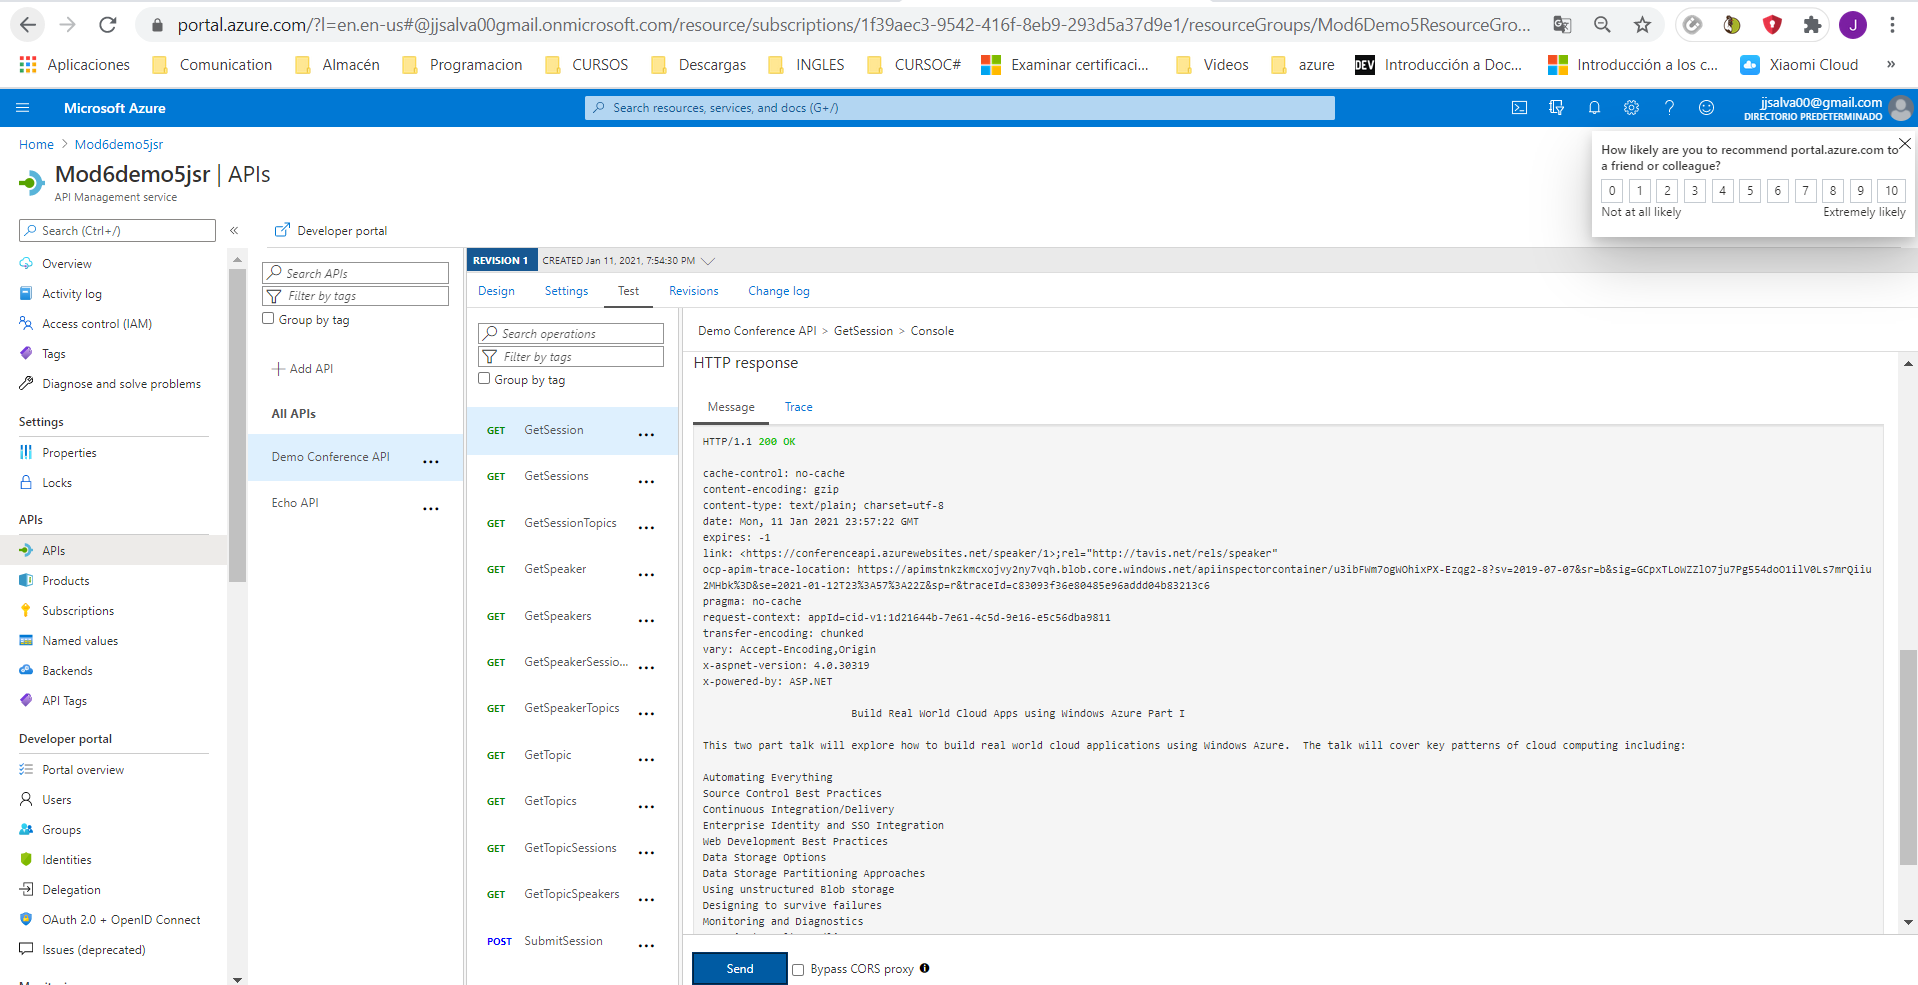 portal.azure.com/?l=en.en-us#@jjsalva00gmail.onmicrosoft.com/resource/subscriptions/1f39aec3-9542-416f-8eb9-293d5a37d9e1/resourceGroups/Mod6Demo5ResourceGro...
J
Aplicaciones Comunication Almacén Programacion CURSOS Descargas INGLES CURSOC# Examinar certificaci... Videos azure DEV Introducción a Doc... Introducción a los c... Xiaomi Cloud »
Microsoft Azure
Search resources, services, and docs (G+/)
jjsalva00@gmail.com
DIRECTORIO PREDETERMINADO
Home > Mod6demo5jsr
Mod6demo5jsr | APIs
API Management service
How likely are you to recommend portal.azure.com to
a friend or colleague?
0 1 2 3 4 5 6 7 8 9 10
Not at all likely Extremely likely
Search (Ctrl+/) «
Overview
Activity log
Access control (IAM)
Tags
Diagnose and solve problems
Settings
Properties
Locks
APIs
APIs
Products
Subscriptions
Named values
Backends
API Tags
Developer portal
Portal overview
Users
Groups
Identities
Delegation
OAuth 2.0 + OpenID Connect
Issues (deprecated)
Developer portal
Search APIs
Filter by tags
Group by tag
Add API
All APIs
Demo Conference API ...
Echo API ...
REVISION 1 CREATED Jan 11, 2021, 7:54:30 PM
Design Settings Test Revisions Change log
Search operations
Filter by tags
Group by tag
GET GetSession ...
GET GetSessions ...
GET GetSessionTopics ...
GET GetSpeaker ...
GET GetSpeakers ...
GET GetSpeakerSessio... ...
GET GetSpeakerTopics ...
GET GetTopic ...
GET GetTopics ...
GET GetTopicSessions ...
GET GetTopicSpeakers ...
POST SubmitSession ...
Demo Conference API > GetSession > Console
HTTP response
Message Trace
HTTP/1.1 200 OK
cache-control: no-cache
content-encoding: gzip
content-type: text/plain; charset=utf-8
date: Mon, 11 Jan 2021 23:57:22 GMT
expires: -1
link: <https://conferenceapi.azurewebsites.net/speaker/1>;rel="http://tavis.net/rels/speaker"
ocp-apim-trace-location: https://apimstnkzkmcxojvy2ny7vqh.blob.core.windows.net/apiinspectorcontainer/u3ibFWm7ogWOhixPX-Ezqg2-8?sv=2019-07-07&sr=b&sig=GCpxTLoWZZlO7ju7Pg554doO1ilV0Ls7mrQiiu
2MHbk%3D&se=2021-01-12T23%3A57%3A22Z&sp=r&traceId=c83093f36e80485e96addd04b83213c6
pragma: no-cache
request-context: appId=cid-v1:1d21644b-7e61-4c5d-9e16-e5c56dba9811
transfer-encoding: chunked
vary: Accept-Encoding,Origin
x-aspnet-version: 4.0.30319
x-powered-by: ASP.NET
Build Real World Cloud Apps using Windows Azure Part I
This two part talk will explore how to build real world cloud applications using Windows Azure.  The talk will cover key patterns of cloud computing including:
Automating Everything
Source Control Best Practices
Continuous Integration/Delivery
Enterprise Identity and SSO Integration
Web Development Best Practices
Data Storage Options
Data Storage Partitioning Approaches
Using unstructured Blob storage
Designing to survive failures
Monitoring and Diagnostics
Send Bypass CORS proxy